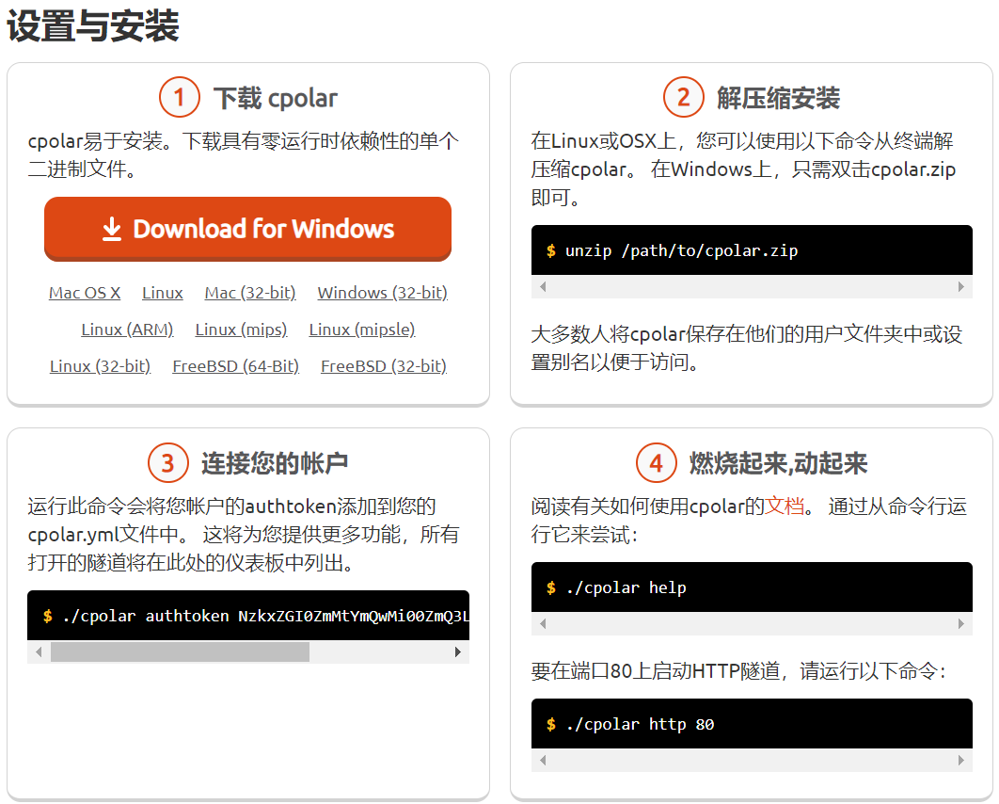 设置与安装
1 下载 cpolar
cpolar易于安装。下载具有零运行时依赖性的单个
二进制文件。
Download for Windows
Mac OS X Linux Mac (32-bit) Windows (32-bit)
Linux (ARM) Linux (mips) Linux (mipsle)
Linux (32-bit) FreeBSD (64-Bit) FreeBSD (32-bit)
2 解压缩安装
在Linux或OSX上，您可以使用以下命令从终端解
压缩cpolar。 在Windows上，只需双击cpolar.zip
即可。
$ unzip /path/to/cpolar.zip
大多数人将cpolar保存在他们的用户文件夹中或设
置别名以便于访问。
3 连接您的帐户
运行此命令会将您帐户的authtoken添加到您的
cpolar.yml文件中。 这将为您提供更多功能，所有
打开的隧道将在此处的仪表板中列出。
$ ./cpolar authtoken NzkxZGI0ZmMtYmQwMi00ZmQ3L
4 燃烧起来,动起来
阅读有关如何使用cpolar的文档。 通过从命令行运
行它来尝试：
$ ./cpolar help
要在端口80上启动HTTP隧道，请运行以下命令：
$ ./cpolar http 80